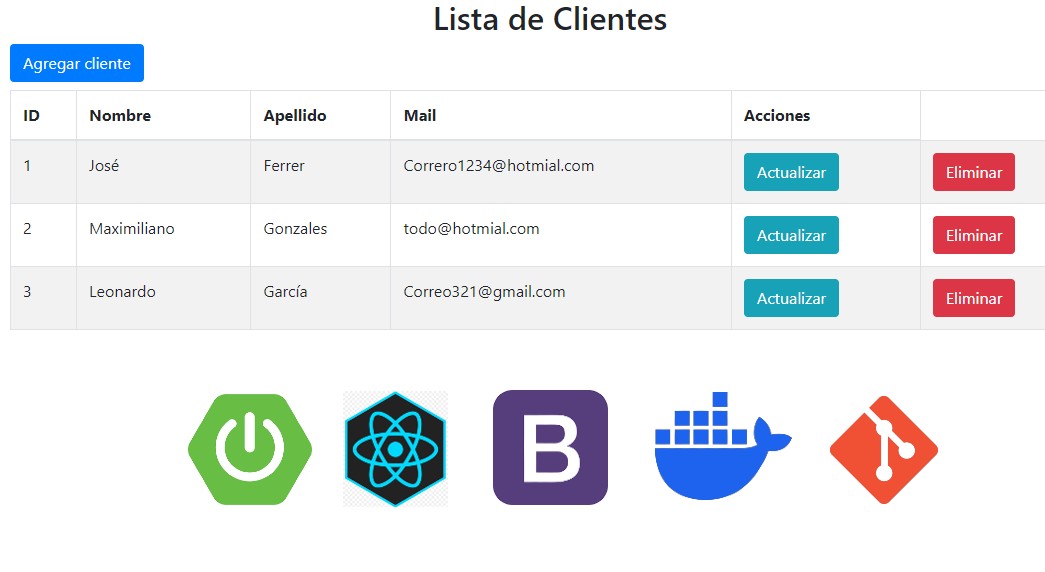 Lista de Clientes
Agregar cliente
ID Nombre Apellido Mail Acciones
1 José Ferrer Correro1234@hotmial.com Actualizar Eliminar
2 Maximiliano Gonzales todo@hotmial.com Actualizar Eliminar
3 Leonardo García Correo321@gmail.com Actualizar Eliminar
B